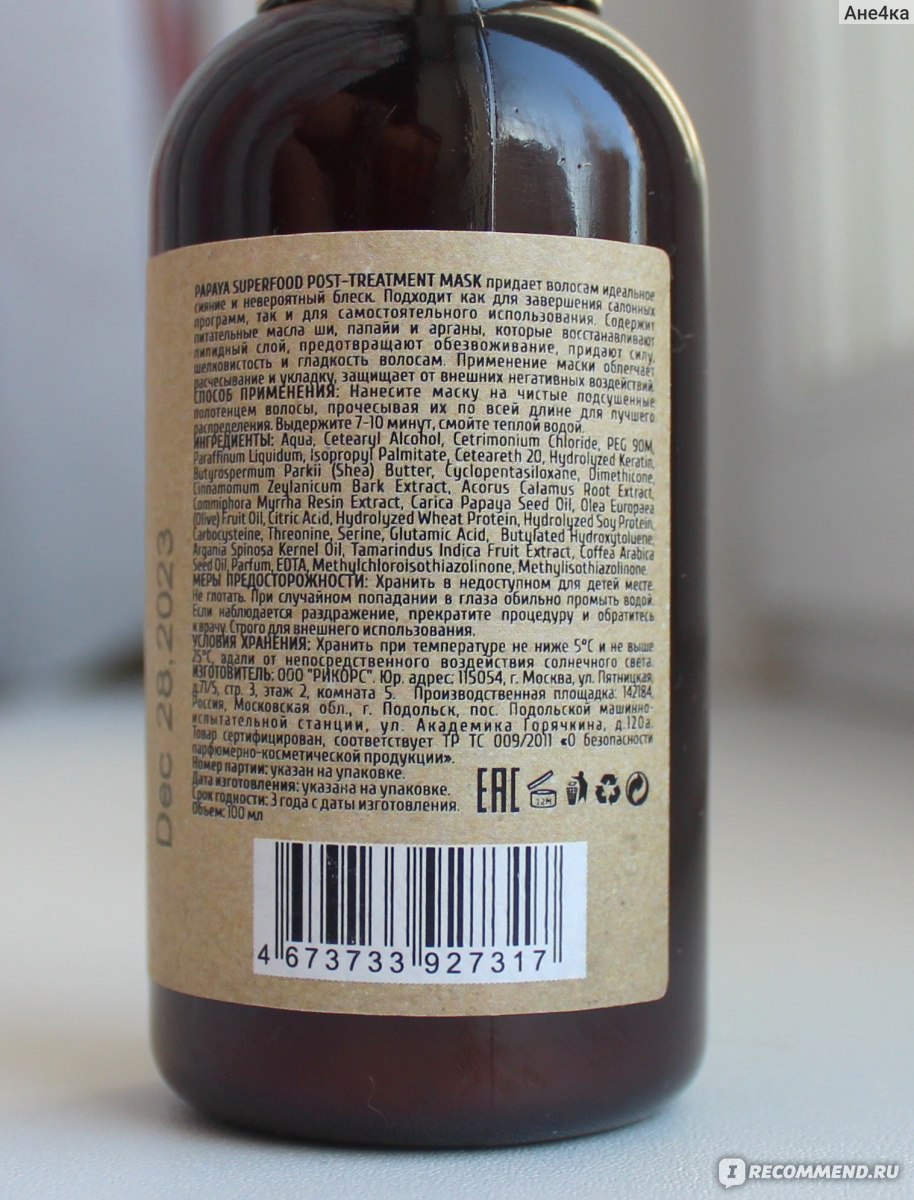 Ане4ка
PAPAYA SUPERFOOD POST-TREATMENT MASK придает волосам идеальное
сияние и невероятный блеск. Подходит как для завершения салонных
программ, так и для самостоятельного использования. Содержит
питательные масла ши, папайи и арганы, которые восстанавливают
липидный слой, предотвращают обезвоживание, придают силу,
шелковистость и гладкость волосам. Применение маски облегчает
расчесывание и укладку, защищает от внешних негативных воздействий.
СПОСОБ ПРИМЕНЕНИЯ: Нанесите маску на чистые подсушенные
полотенцем волосы, прочесывая их по всей длине для лучшего
распределения. Выдержите 7-10 минут, смойте теплой водой.
ИНГРЕДИЕНТЫ: Aqua, Cetearyl Alcohol, Cetrimonium Chloride, PEG 90M,
Paraffinum Liquidum, Isopropyl Palmitate, Ceteareth 20, Hydrolyzed Keratin,
Butyrospermum Parkii (Shea) Butter, Cyclopentasiloxane, Dimethicone,
Cinnamomum Zeylanicum Bark Extract, Acorus Calamus Root Extract,
Commiphora Myrrha Resin Extract, Carica Papaya Seed Oil, Olea Europaea
(Olive) Fruit Oil, Citric Acid, Hydrolyzed Wheat Protein, Hydrolyzed Soy Protein,
Carbocysteine, Threonine, Serine, Glutamic Acid, Butylated Hydroxytoluene,
Argania Spinosa Kernel Oil, Tamarindus Indica Fruit Extract, Coffea Arabica
Seed Oil, Parfum, EDTA, Methylchloroisothiazolinone, Methylisothiazolinone.
МЕРЫ ПРЕДОСТОРОЖНОСТИ: Хранить в недоступном для детей месте.
Не глотать. При случайном попадании в глаза обильно промыть водой.
Если наблюдается раздражение, прекратите процедуру и обратитесь
к врачу. Строго для внешнего использования.
УСЛОВИЯ ХРАНЕНИЯ: Хранить при температуре не ниже 5°С и не выше
25°С, вдали от непосредственного воздействия солнечного света.
ИЗГОТОВИТЕЛЬ: ООО "РИКОРС". Юр. адрес: 115054, г. Москва, ул. Пятницкая,
д.71/5, стр. 3, этаж 2, комната 5. Производственная площадка: 142184,
Россия, Московская обл., г. Подольск, пос. Подольской машинно-
испытательной станции, ул. Академика Горячкина, д.120а.
Товар сертифицирован, соответствует ТР ТС 009/2011 «О безопасности
парфюмерно-косметической продукции».
Номер партии: указан на упаковке.
Дата изготовления: указана на упаковке.
Срок годности: 3 года с даты изготовления.
Объем: 100 мл
EAC
12M
Dec 28,2023
4 673733 927317
IRECOMMEND.RU